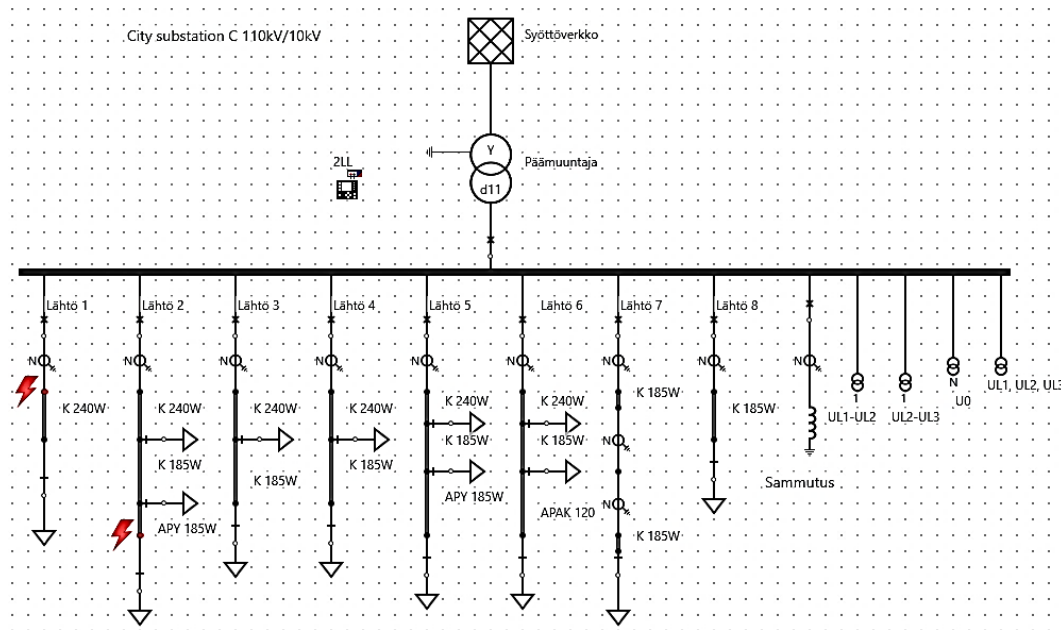 City substation C 110kV/10kV
Syöttöverkko
Y
d11
Päämuuntaja
2LL
Lähtö 1
Lähtö 2
Lähtö 3
Lähtö 4
Lähtö 5
Lähtö 6
Lähtö 7
Lähtö 8
N
N
N
N
N
N
N
N
N
N
1
UL1-UL2
1
UL2-UL3
U0
UL1, UL2, UL3
K 240W
K 240W
K 240W
K 240W
K 240W
K 240W
K 185W
K 185W
K 185W
K 185W
K 185W
K 185W
K 185W
N
N
APY 185W
APY 185W
APAK 120
K 185W
Sammutus